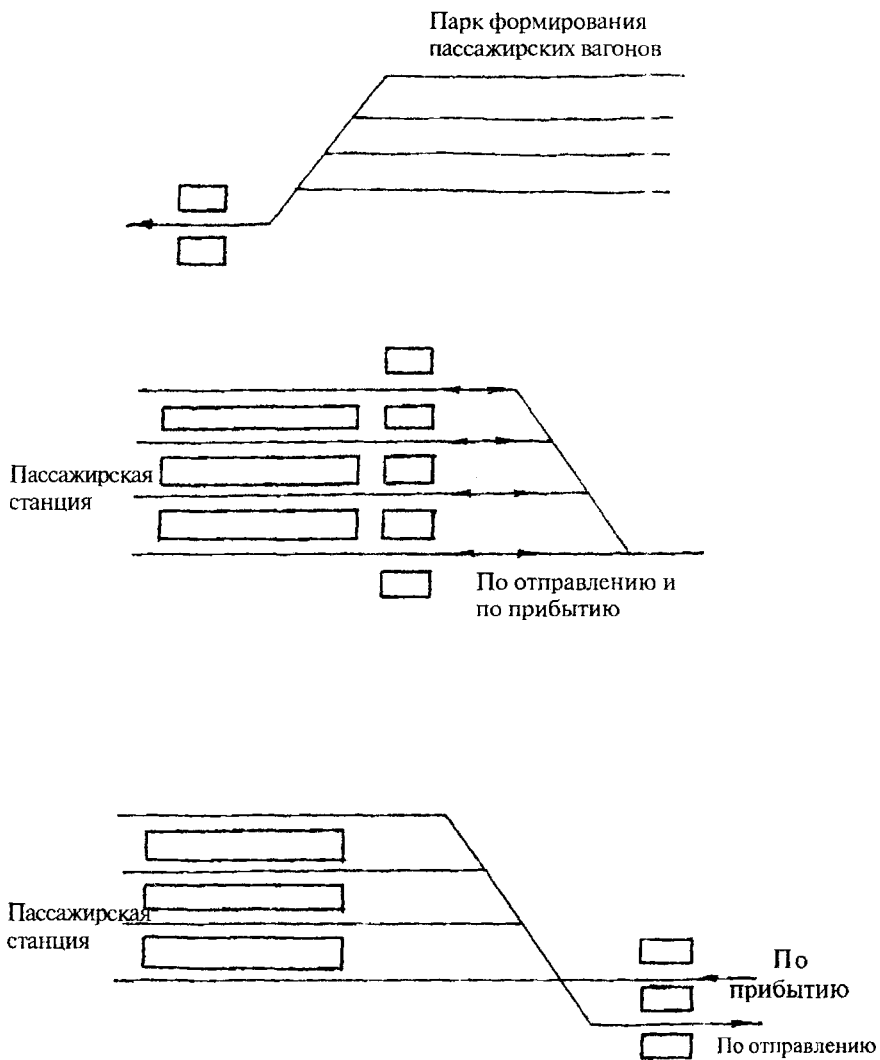 Парк формирования
пассажирских вагонов
Пассажирская
станция
По отправлению и
по прибытию
Пассажирская
станция
По
прибытию
По отправлению